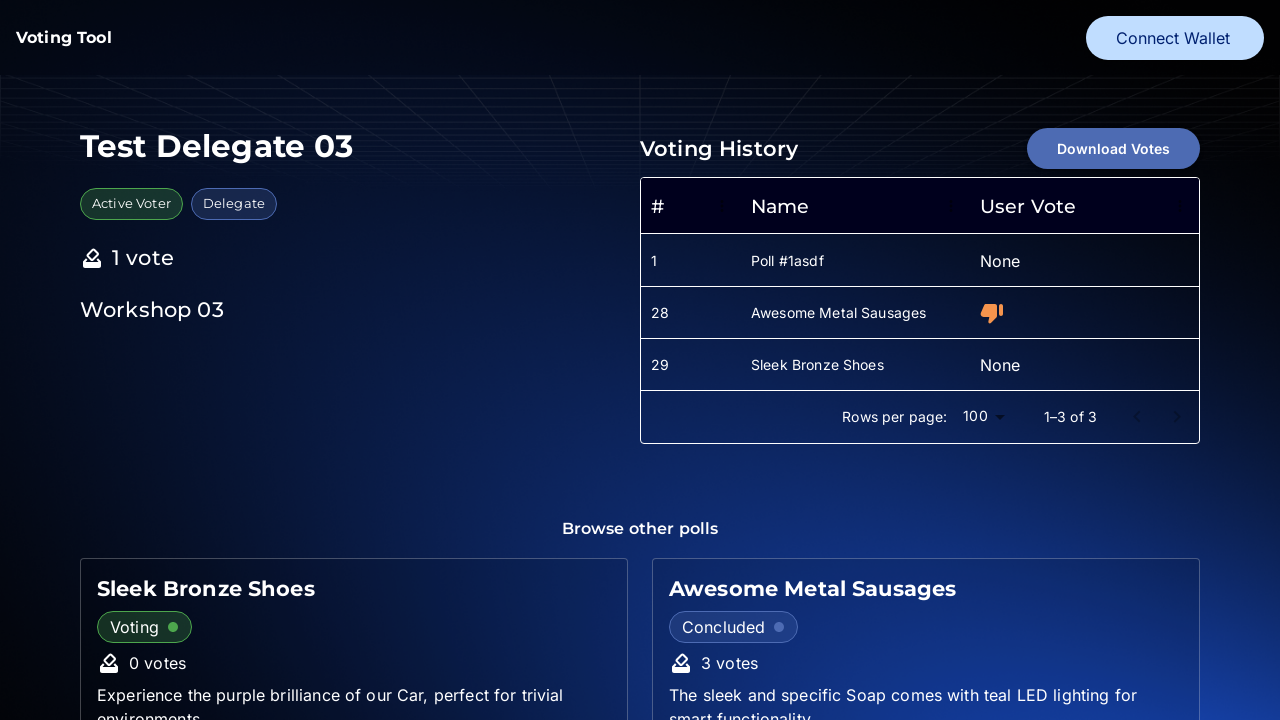 Voting Tool
Connect Wallet
Test Delegate 03
Active Voter
Delegate
1 vote
Workshop 03
Voting History
Download Votes
# Name User Vote
1 Poll #1asdf None
28 Awesome Metal Sausages
29 Sleek Bronze Shoes None
Rows per page: 100 1–3 of 3
Browse other polls
Sleek Bronze Shoes
Voting
0 votes
Experience the purple brilliance of our Car, perfect for trivial
environments
Awesome Metal Sausages
Concluded
3 votes
The sleek and specific Soap comes with teal LED lighting for
smart functionality